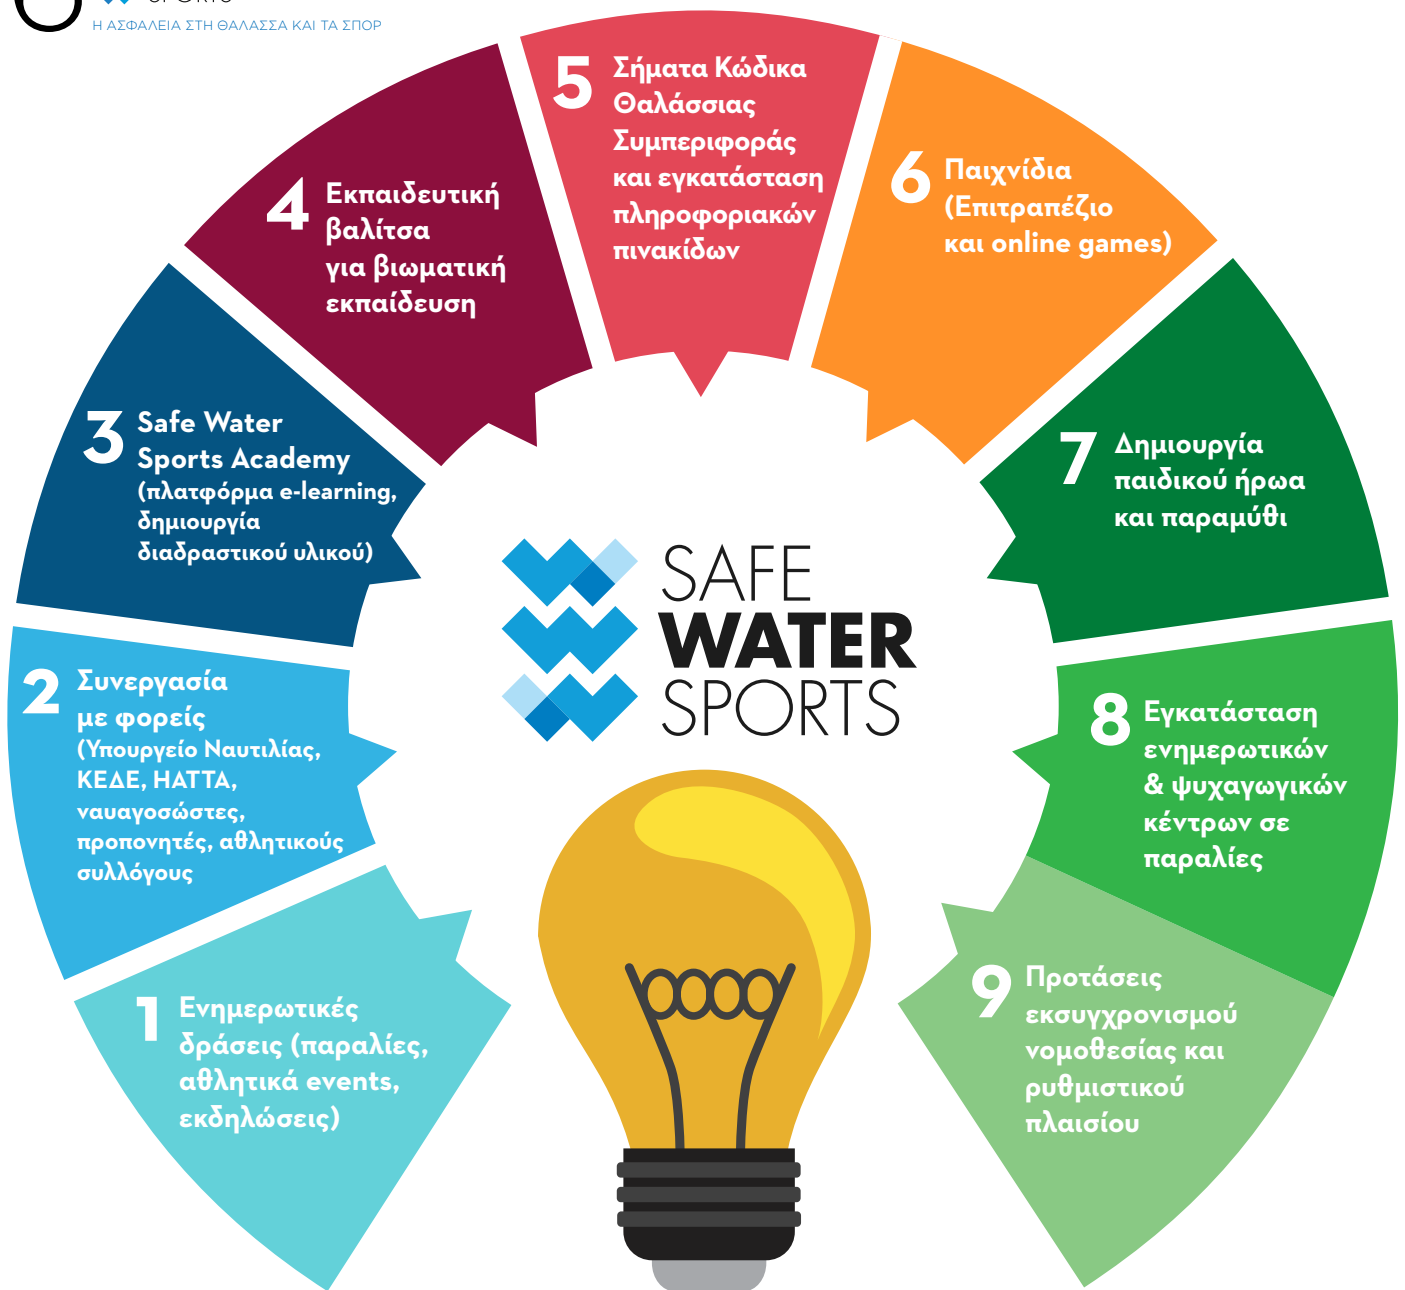 Η ΑΣΦΑΛΕΙΑ ΣΤΗ ΘΑΛΑΣΣΑ ΚΑΙ ΤΑ ΣΠΟΡ
1 Ενημερωτικές
δράσεις (παραλίες,
αθλητικά events,
εκδηλώσεις)
2 Συνεργασία
με φορείς
(Υπουργείο Ναυτιλίας,
ΚΕΔΕ, HATTA,
ναυαγοσώστες,
προπονητές, αθλητικούς
συλλόγους
3 Safe Water
Sports Academy
(πλατφόρμα e-learning,
δημιουργία
διαδραστικού υλικού)
4 Εκπαιδευτική
βαλίτσα
για βιωματική
εκπαίδευση
5 Σήματα Κώδικα
Θαλάσσιας
Συμπεριφοράς
και εγκατάσταση
πληροφοριακών
πινακίδων
6 Παιχνίδια
(Επιτραπέζιο
και online games)
7 Δημιουργία
παιδικού ήρωα
και παραμύθι
8 Εγκατάσταση
ενημερωτικών
& ψυχαγωγικών
κέντρων σε
παραλίες
9 Προτάσεις
εκσυγχρονισμού
νομοθεσίας και
ρυθμιστικού
πλαισίου
SAFE
WATER
SPORTS